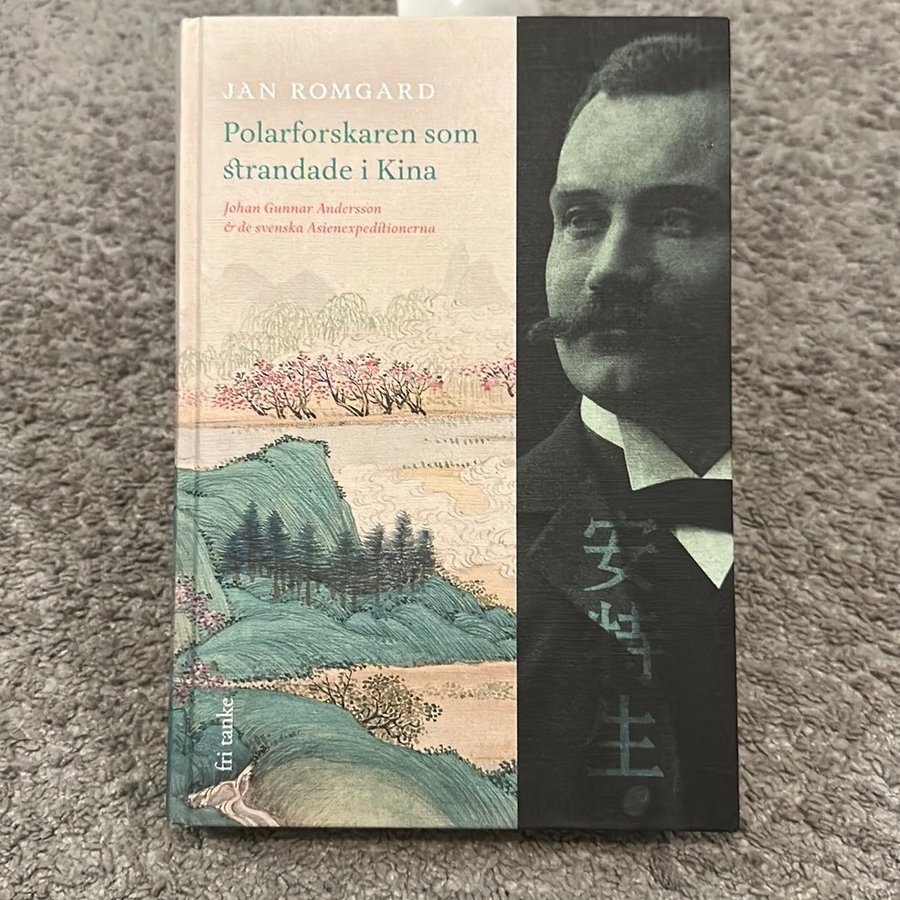 JAN ROMGARD
Polarforskaren som
strandade i Kina
Johan Gunnar Andersson
& de svenska Asienexpeditionerna
fri tanke
安特生